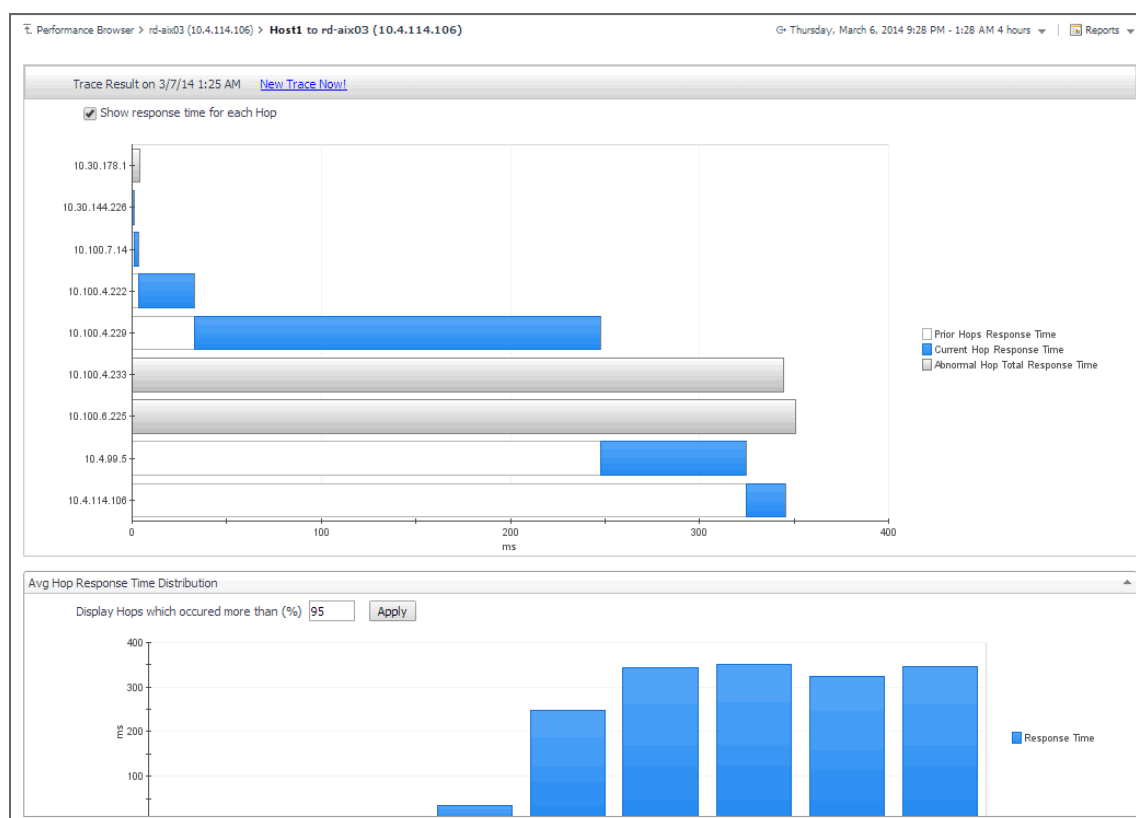 Performance Browser > rd-aix03 (10.4.114.106) > Host1 to rd-aix03 (10.4.114.106)
Thursday, March 6, 2014 9:28 PM - 1:28 AM 4 hours
Reports
Trace Result on 3/7/14 1:25 AM New Trace Now!
Show response time for each Hop
10.30.178.1
10.30.144.226
10.100.7.14
10.100.4.222
10.100.4.229
10.100.4.233
10.100.6.225
10.4.99.5
10.4.114.106
0 100 200 300 400
ms
Prior Hops Response Time
Current Hop Response Time
Abnormal Hop Total Response Time
Avg Hop Response Time Distribution
Display Hops which occured more than (%) 95 Apply
400
300
200
100
ms
Response Time